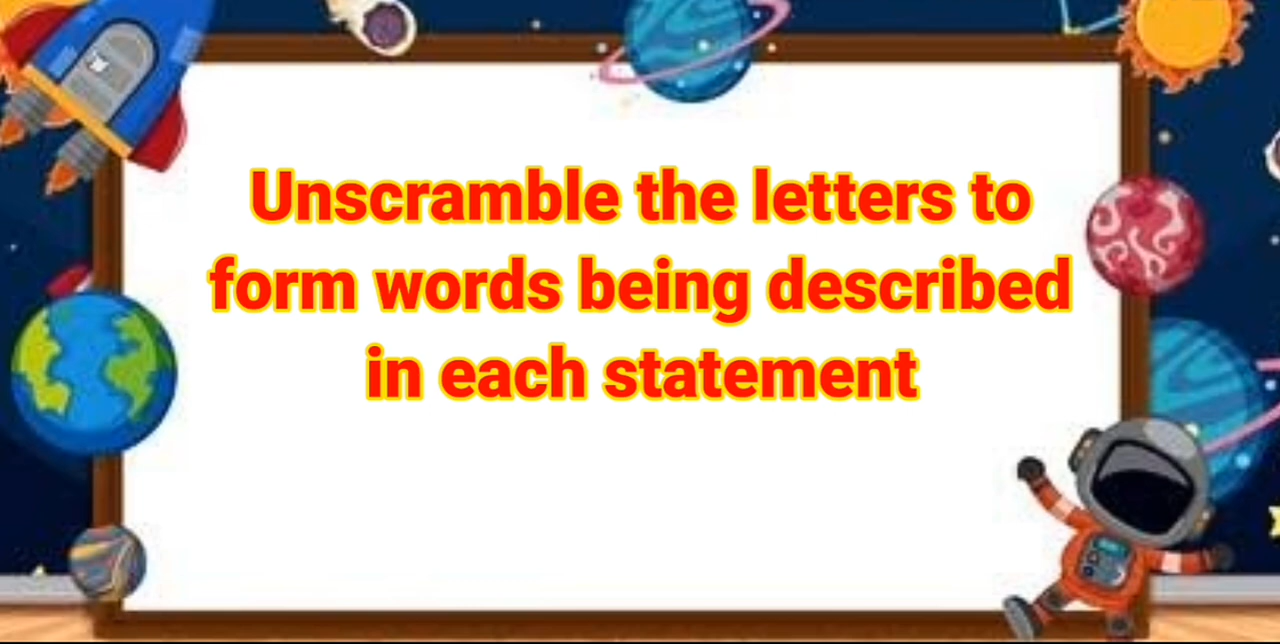 Unscramble the letters to
form words being described
in each statement